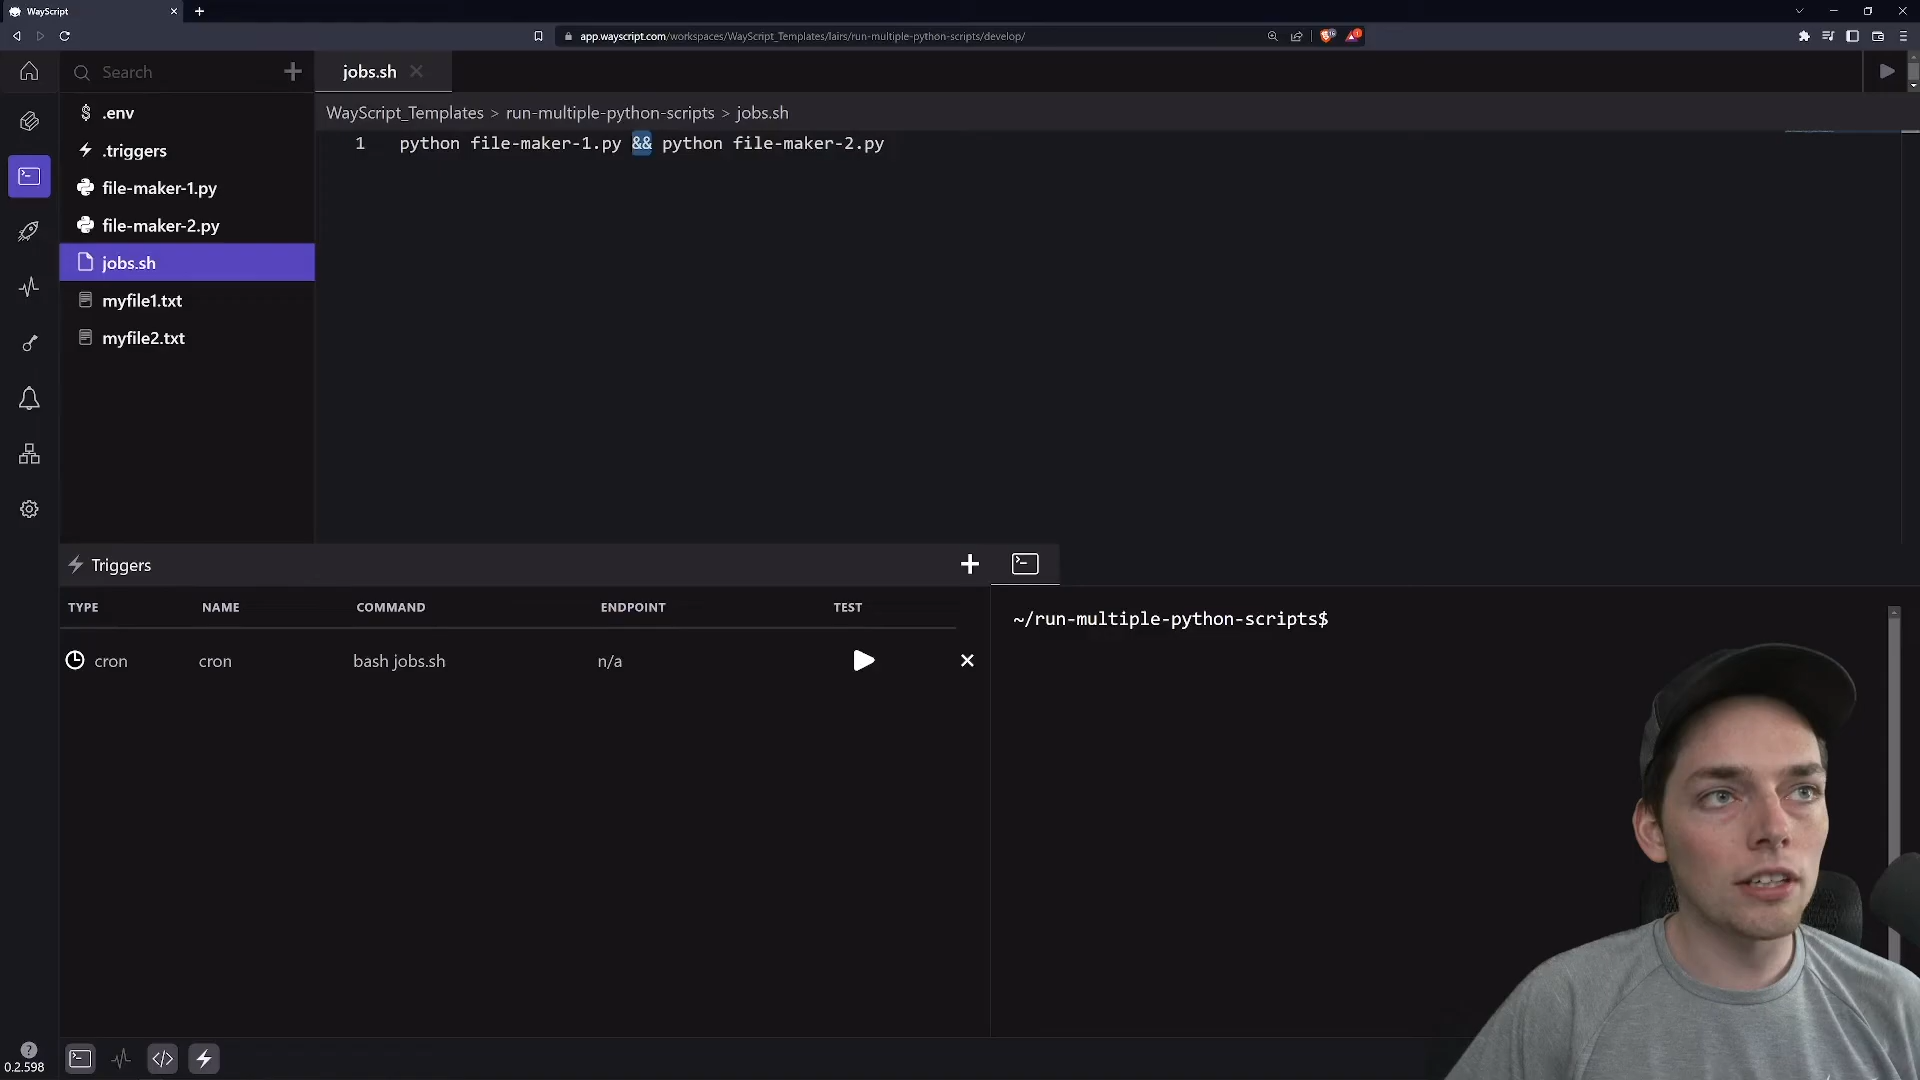 WayScript
app.wayscript.com/workspaces/WayScript_Templates/lairs/run-multiple-python-scripts/develop/
Search
jobs.sh
.env
.triggers
file-maker-1.py
file-maker-2.py
jobs.sh
myfile1.txt
myfile2.txt
WayScript_Templates > run-multiple-python-scripts > jobs.sh
1 python file-maker-1.py && python file-maker-2.py
Triggers
TYPE NAME COMMAND ENDPOINT TEST
cron cron bash jobs.sh n/a
~/run-multiple-python-scripts$
0.2.598